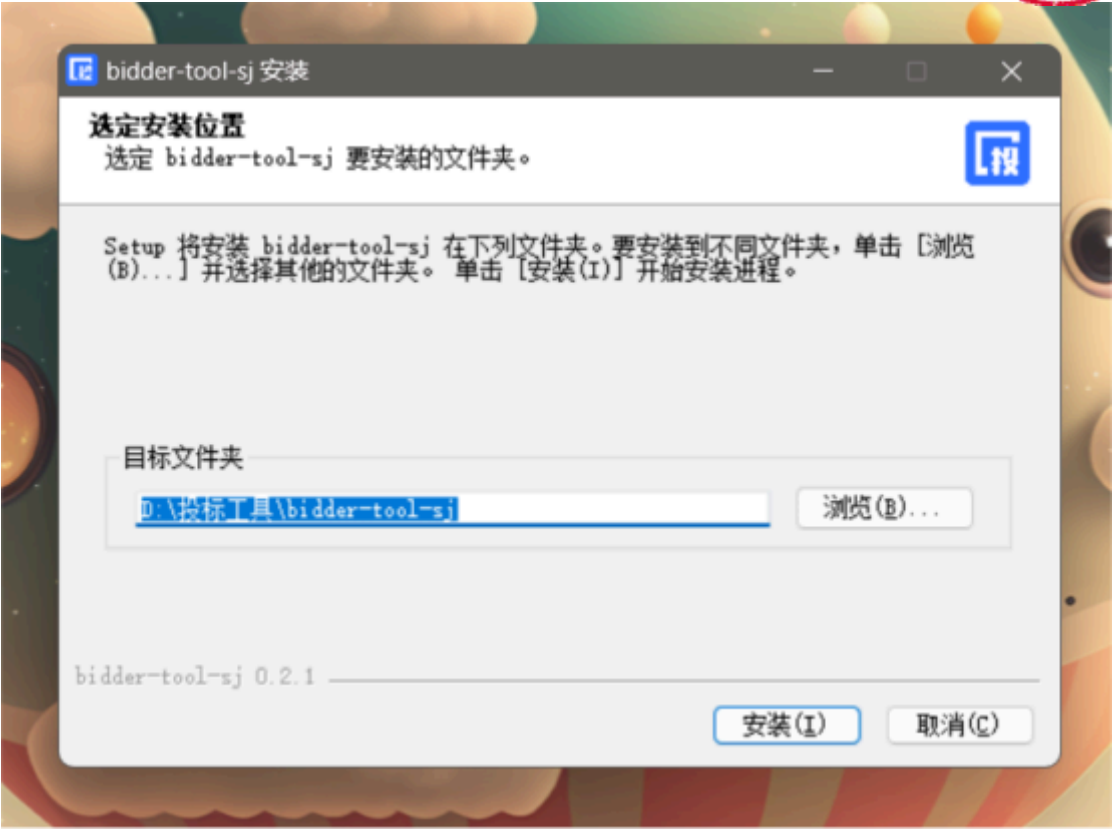 bidder-tool-sj 安装
选定安装位置
选定 bidder-tool-sj 要安装的文件夹。
投
Setup 将安装 bidder-tool-sj 在下列文件夹。要安装到不同文件夹，单击 [浏览
(B)...] 并选择其他的文件夹。 单击 [安装(I)] 开始安装进程。
目标文件夹
D:\投标工具\bidder-tool-sj
浏览(B)...
bidder-tool-sj 0.2.1
安装(I)
取消(C)